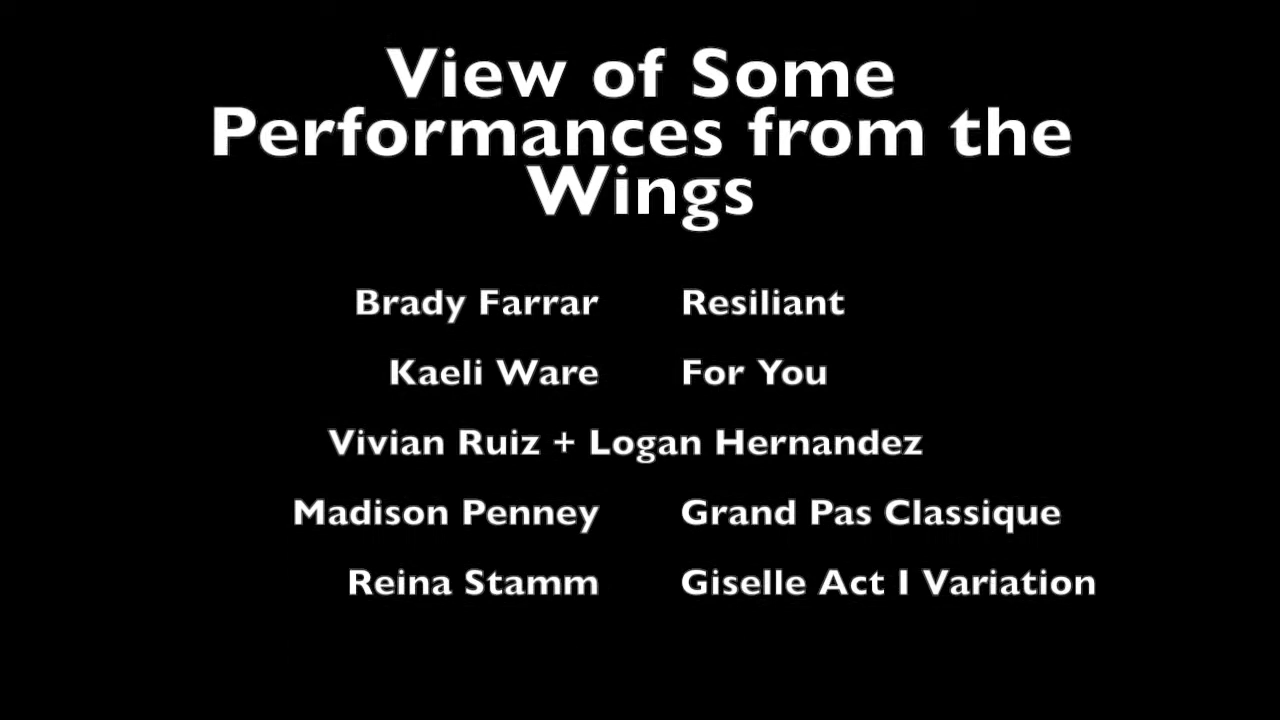 View of Some
Performances from the
Wings
Brady Farrar Resiliant
Kaeli Ware For You
Vivian Ruiz + Logan Hernandez
Madison Penney Grand Pas Classique
Reina Stamm Giselle Act I Variation